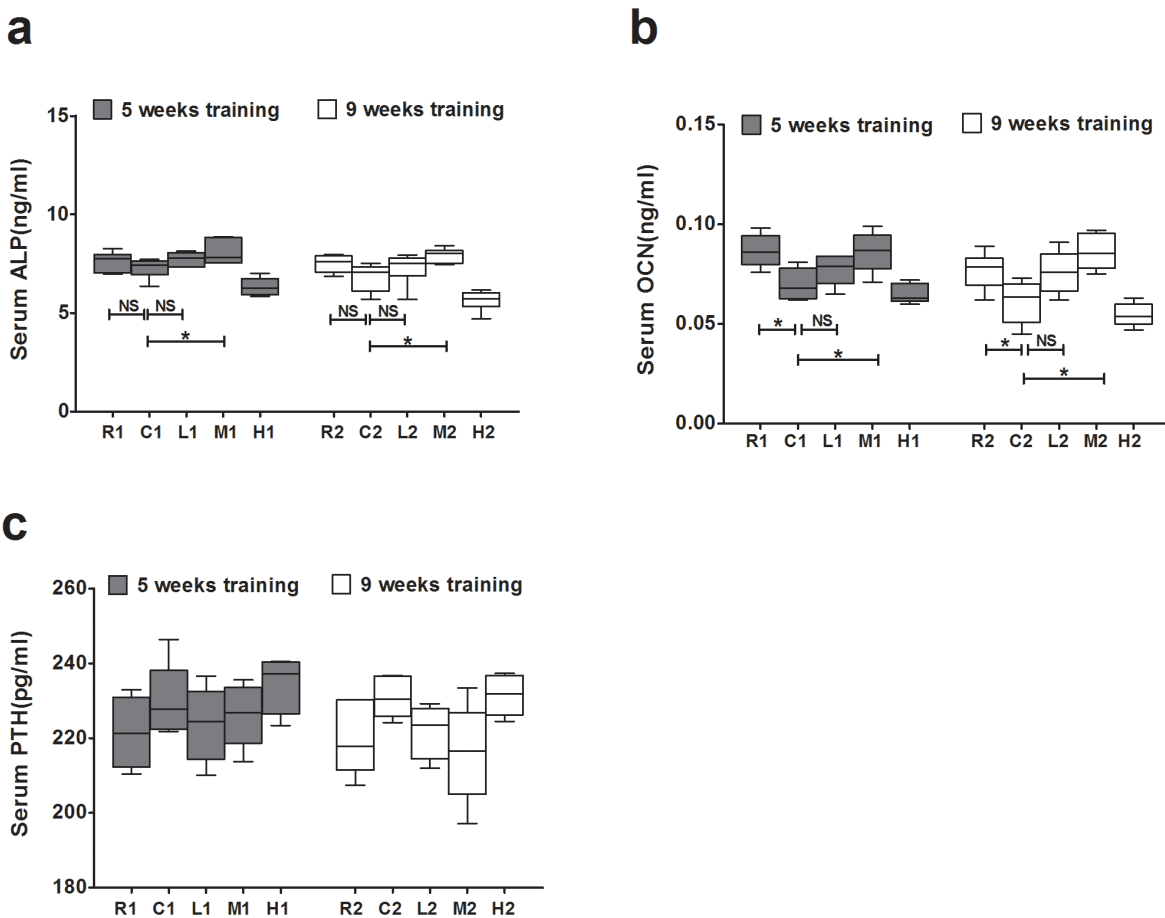 a
Serum ALP(ng/ml)
5 weeks training
9 weeks training
15
10
5
0
NS
NS
*
NS
NS
*
R1 C1 L1 M1 H1 R2 C2 L2 M2 H2
b
Serum OCN(ng/ml)
5 weeks training
9 weeks training
0.15
0.10
0.05
0.00
*
NS
*
*
NS
*
R1 C1 L1 M1 H1 R2 C2 L2 M2 H2
c
Serum PTH(pg/ml)
5 weeks training
9 weeks training
260
240
220
200
180
R1 C1 L1 M1 H1 R2 C2 L2 M2 H2